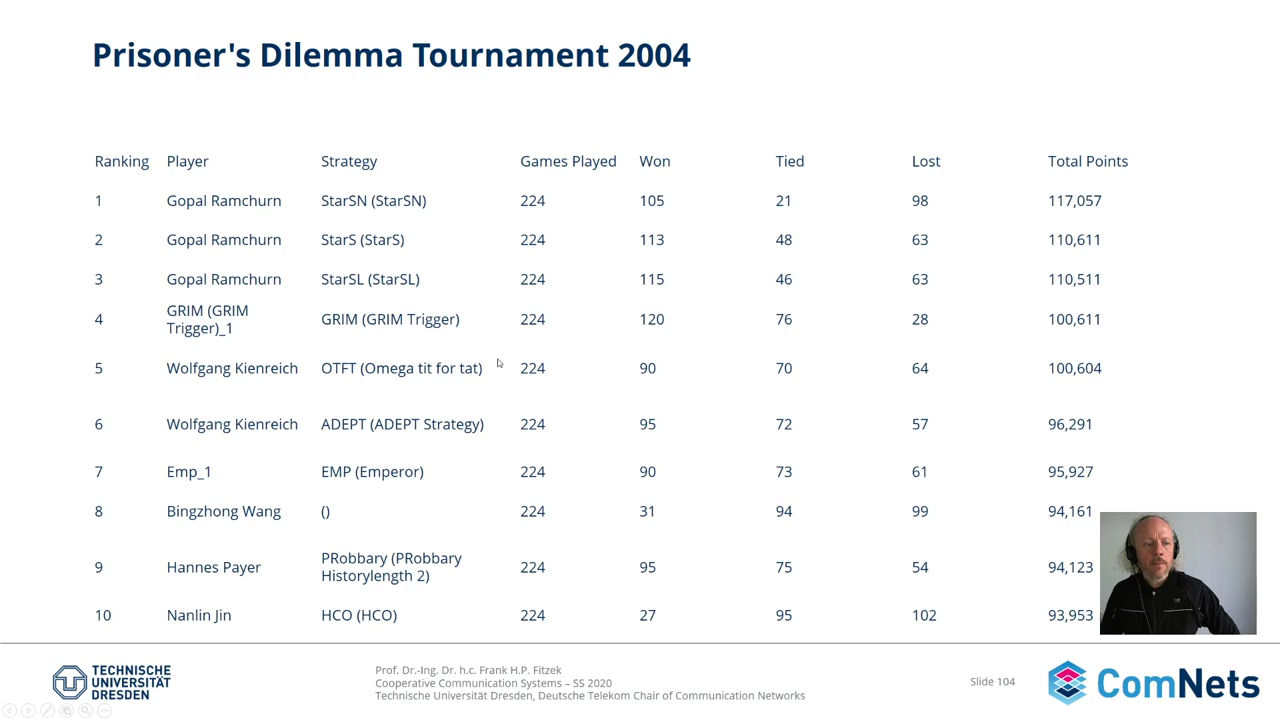 Prisoner's Dilemma Tournament 2004
Ranking Player Strategy Games Played Won Tied Lost Total Points
1 Gopal Ramchurn StarSN (StarSN) 224 105 21 98 117,057
2 Gopal Ramchurn StarS (StarS) 224 113 48 63 110,611
3 Gopal Ramchurn StarSL (StarSL) 224 115 46 63 110,511
4 GRIM (GRIM Trigger)_1 GRIM (GRIM Trigger) 224 120 76 28 100,611
5 Wolfgang Kienreich OTFT (Omega tit for tat) 224 90 70 64 100,604
6 Wolfgang Kienreich ADEPT (ADEPT Strategy) 224 95 72 57 96,291
7 Emp_1 EMP (Emperor) 224 90 73 61 95,927
8 Bingzhong Wang () 224 31 94 99 94,161
9 Hannes Payer PRobbary (PRobbary Historylength 2) 224 95 75 54 94,123
10 Nanlin Jin HCO (HCO) 224 27 95 102 93,953
TECHNISCHE
UNIVERSITÄT
DRESDEN
Prof. Dr.-Ing. Dr. h.c. Frank H.P. Fitzek
Cooperative Communication Systems – SS 2020
Technische Universität Dresden, Deutsche Telekom Chair of Communication Networks
Slide 104
ComNets